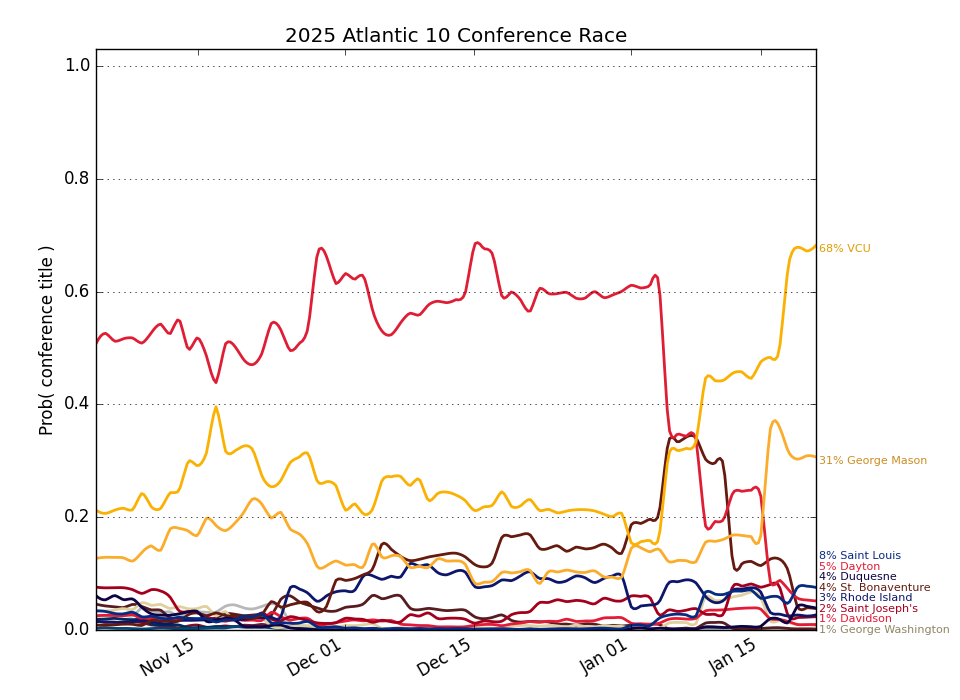 2025 Atlantic 10 Conference Race
Prob( conference title )
1.0
0.8
0.6
0.4
0.2
0.0
Nov 15
Dec 01
Dec 15
Jan 01
Jan 15
68% VCU
31% George Mason
8% Saint Louis
5% Dayton
4% Duquesne
4% St. Bonaventure
3% Rhode Island
2% Saint Joseph's
1% Davidson
1% George Washington